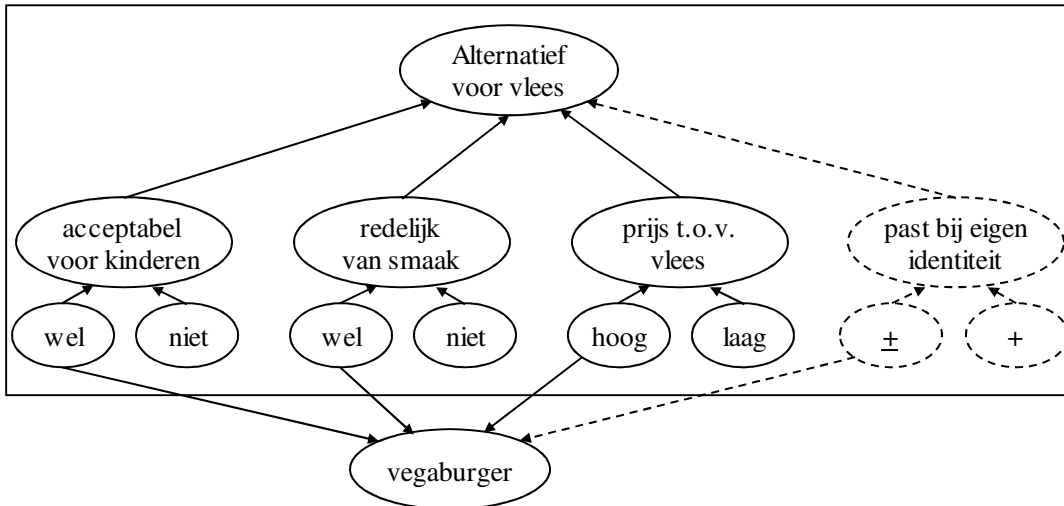 Alternatief
voor vlees
acceptabel
voor kinderen
redelijk
van smaak
prijs t.o.v.
vlees
past bij eigen
identiteit
wel
niet
wel
niet
hoog
laag
±
+
vegaburger